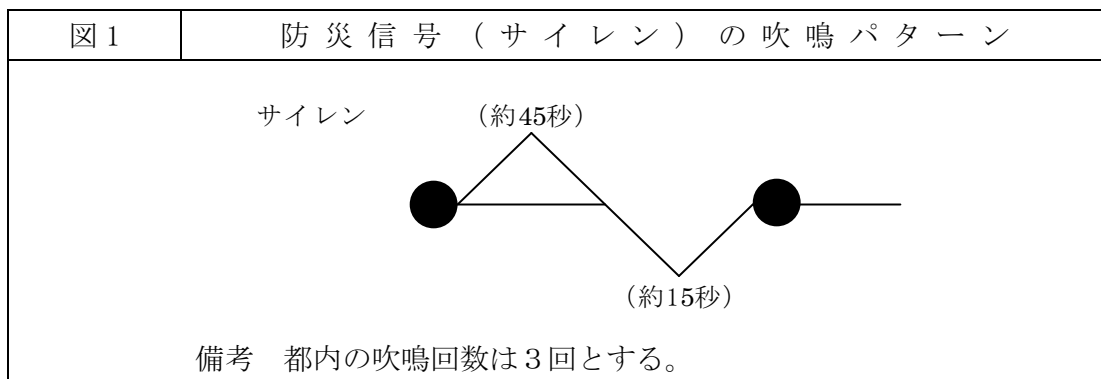 図1
防災信号（サイレン）の吹鳴パターン
サイレン （約45秒）
（約15秒）
備考 都内の吹鳴回数は３回とする。